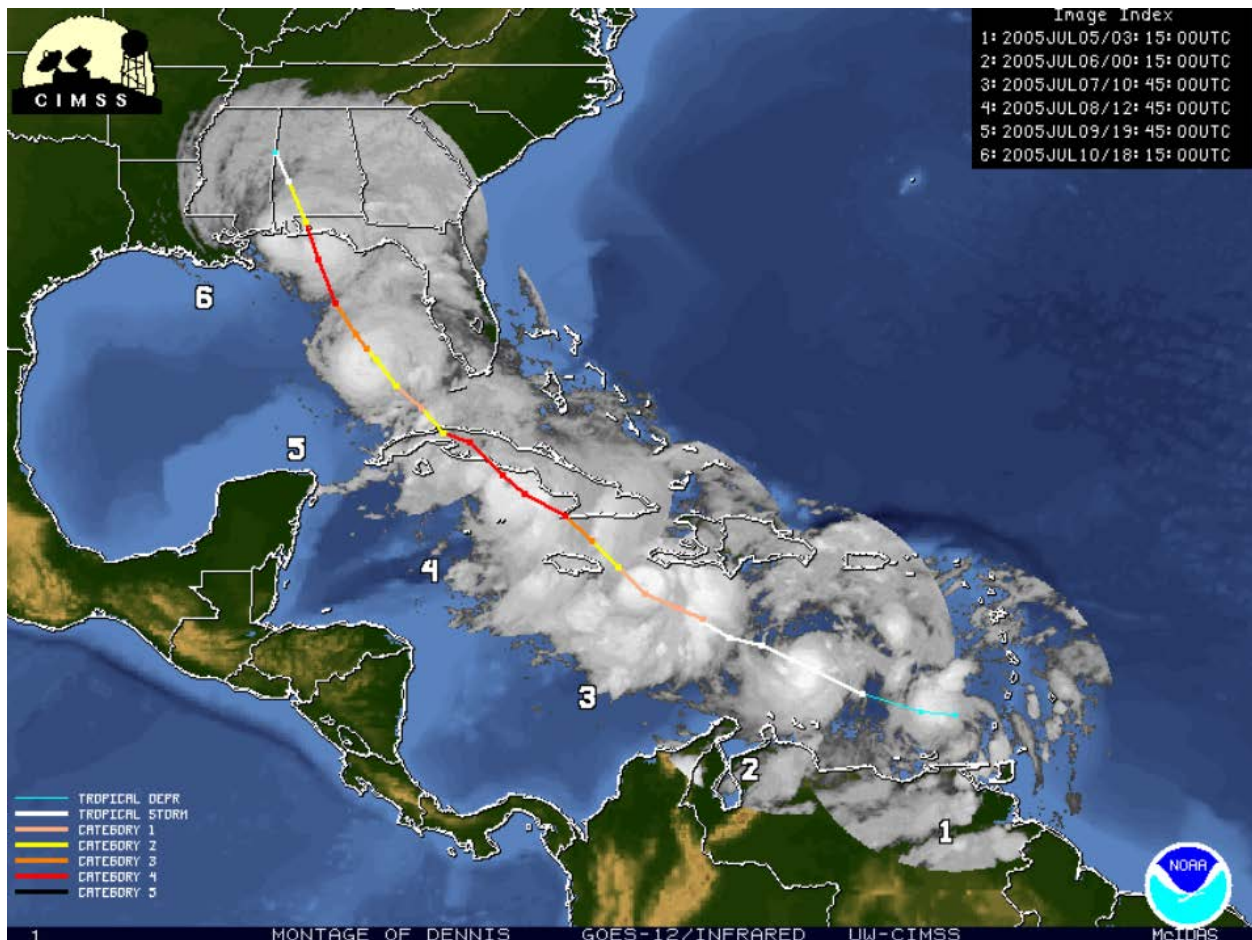 Image Index
1: 2005JUL05/03:15:00UTC
2: 2005JUL06/00:15:00UTC
3: 2005JUL07/10:45:00UTC
4: 2005JUL08/12:45:00UTC
5: 2005JUL09/19:45:00UTC
6: 2005JUL10/18:15:00UTC
CIMSS
6
5
4
3
2
1
TROPICAL DEPR
TROPICAL STORM
CATEGORY 1
CATEGORY 2
CATEGORY 3
CATEGORY 4
CATEGORY 5
NOAA
1 MONTAGE OF DENNIS GOES-12/INFRARED UW-CIMSS McIDAS